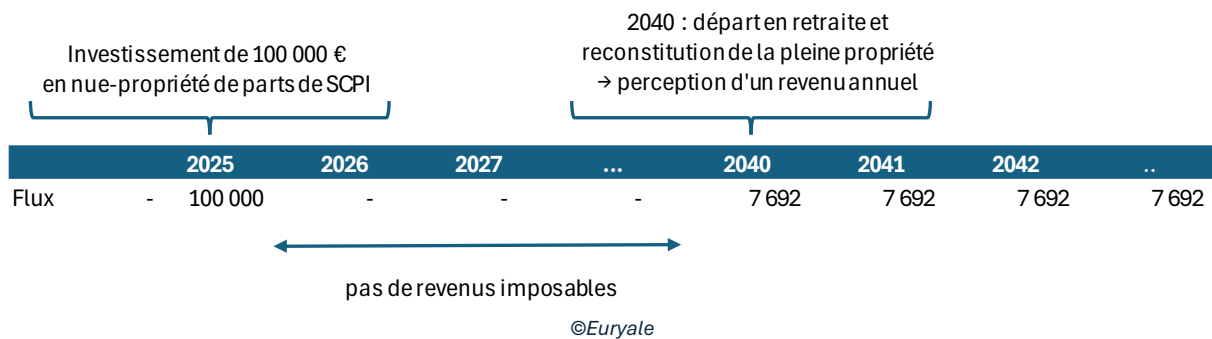 Investissement de 100 000 €
en nue-propriété de parts de SCPI
2040 : départ en retraite et
reconstitution de la pleine propriété
→ perception d'un revenu annuel
2025 2026 2027 ... 2040 2041 2042 ..
Flux - 100 000 - - - 7 692 7 692 7 692 7 692
pas de revenus imposables
©Euryale